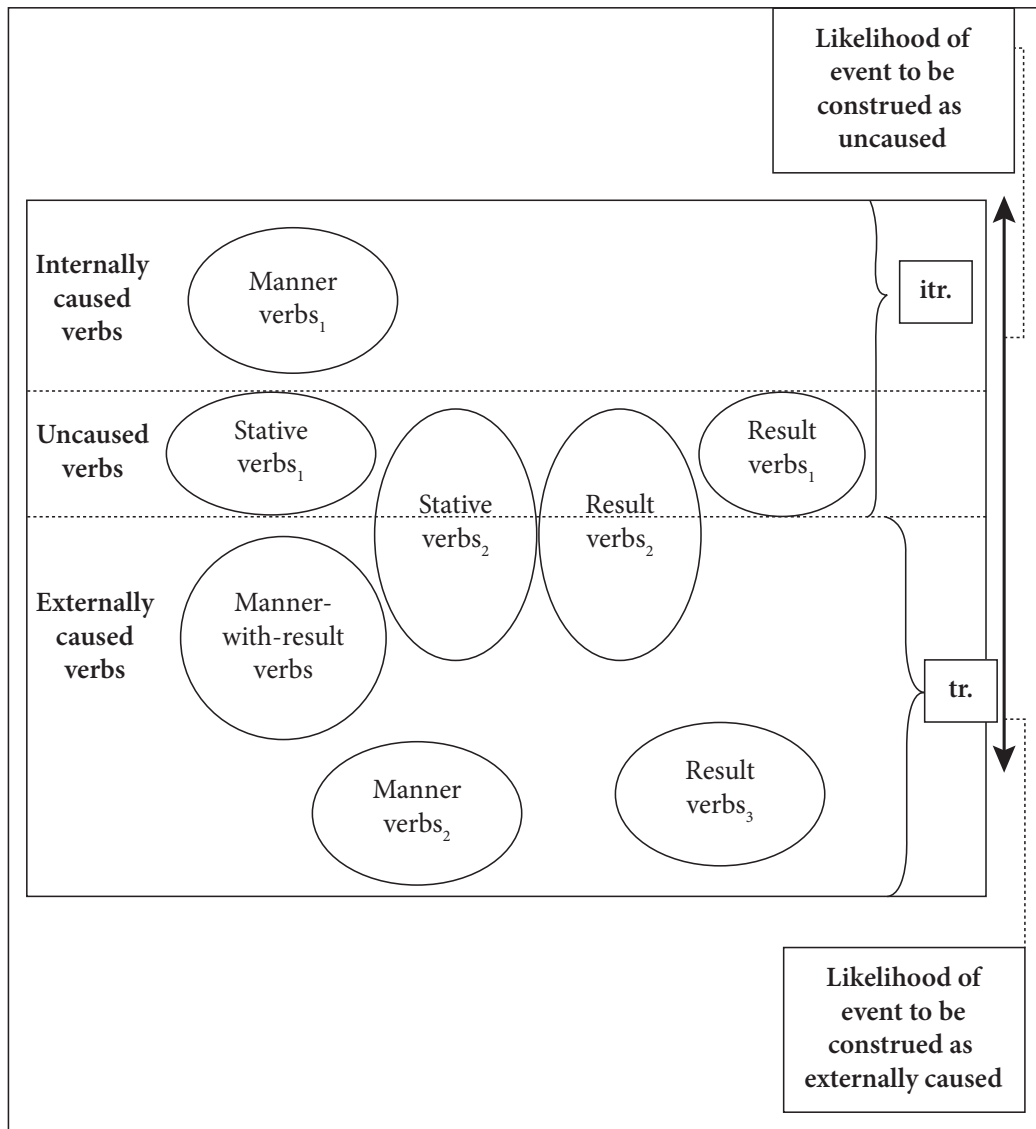 Likelihood of
event to be
construed as
uncaused
Internally
caused
verbs
Manner
verbs₁
itr.
Uncaused
verbs
Stative
verbs₁
Stative
verbs₂
Result
verbs₂
Result
verbs₁
Externally
caused
verbs
Manner-
with-result
verbs
tr.
Manner
verbs₂
Result
verbs₃
Likelihood of
event to be
construed as
externally caused